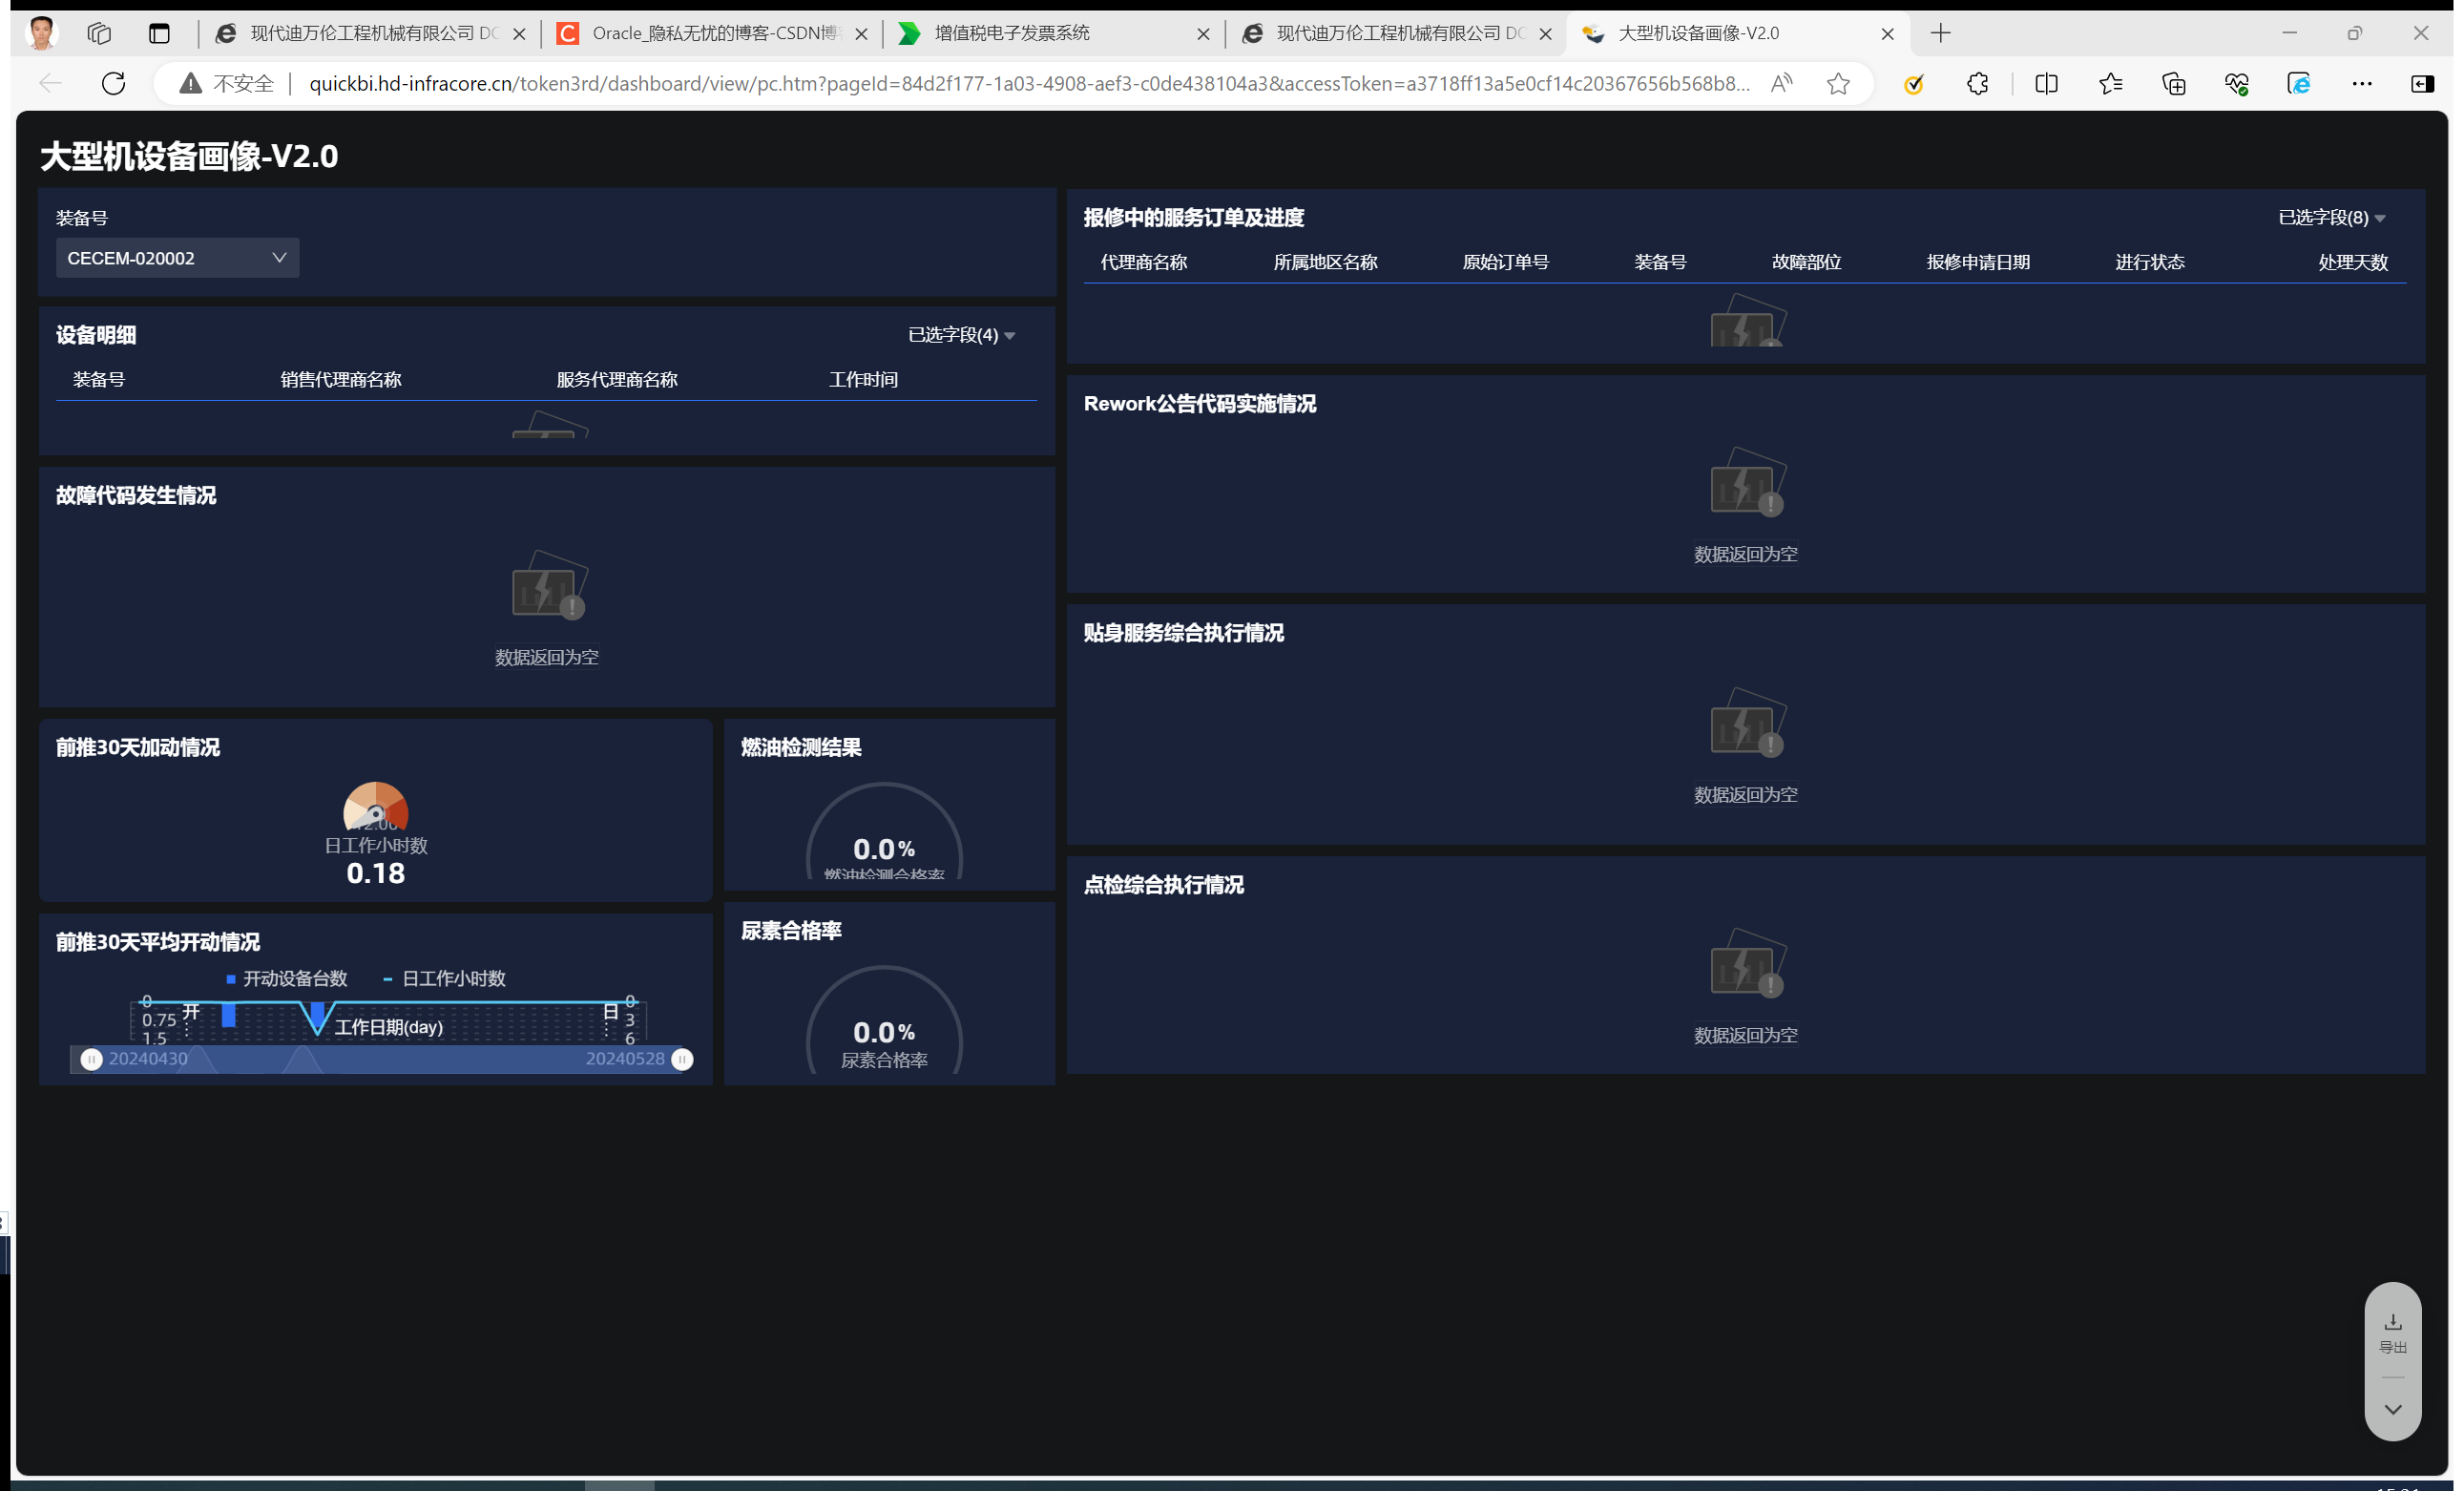 现代迪万伦工程机械有限公司 DC
Oracle_隐私无忧的博客-CSDN博
增值税电子发票系统
现代迪万伦工程机械有限公司 DC
大型机设备画像-V2.0
不安全
quickbi.hd-infracore.cn/token3rd/dashboard/view/pc.htm?pageId=84d2f177-1a03-4908-aef3-c0de438104a3&accessToken=a3718ff13a5e0cf14c20367656b568b8...
大型机设备画像-V2.0
装备号
CECEM-020002
设备明细
已选字段(4)
装备号 销售代理商名称 服务代理商名称 工作时间
故障代码发生情况
数据返回为空
前推30天加动情况
日工作小时数
0.18
燃油检测结果
0.0%
燃油检测合格率
前推30天平均开动情况
开动设备台数 日工作小时数
0 开 日 0
0.75 工作日期(day) 3
1.5 6
20240430 20240528
尿素合格率
0.0%
尿素合格率
报修中的服务订单及进度
已选字段(8)
代理商名称 所属地区名称 原始订单号 装备号 故障部位 报修申请日期 进行状态 处理天数
Rework公告代码实施情况
数据返回为空
贴身服务综合执行情况
数据返回为空
点检综合执行情况
数据返回为空
导出